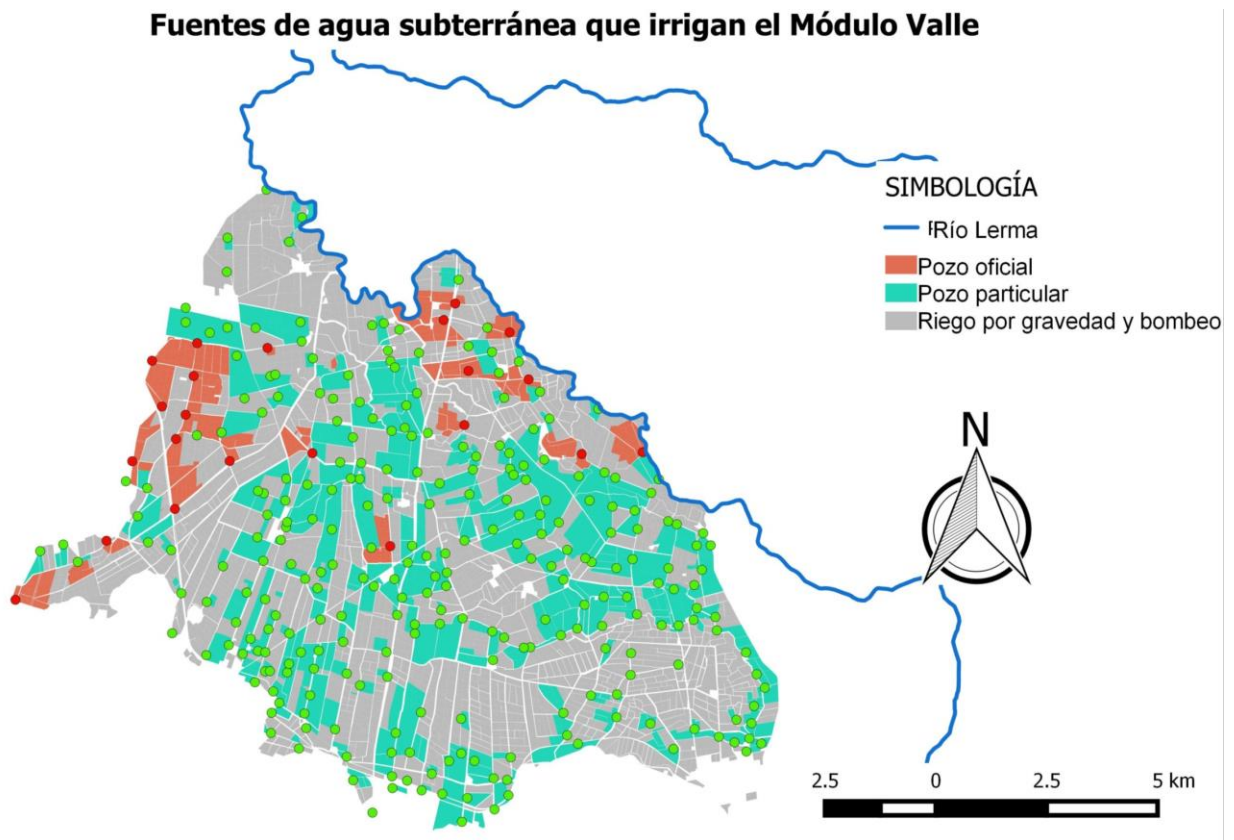 Fuentes de agua subterránea que irrigan el Módulo Valle
SIMBOLOGÍA
Río Lerma
Pozo oficial
Pozo particular
Riego por gravedad y bombeo
N
2.5 0 2.5 5 km